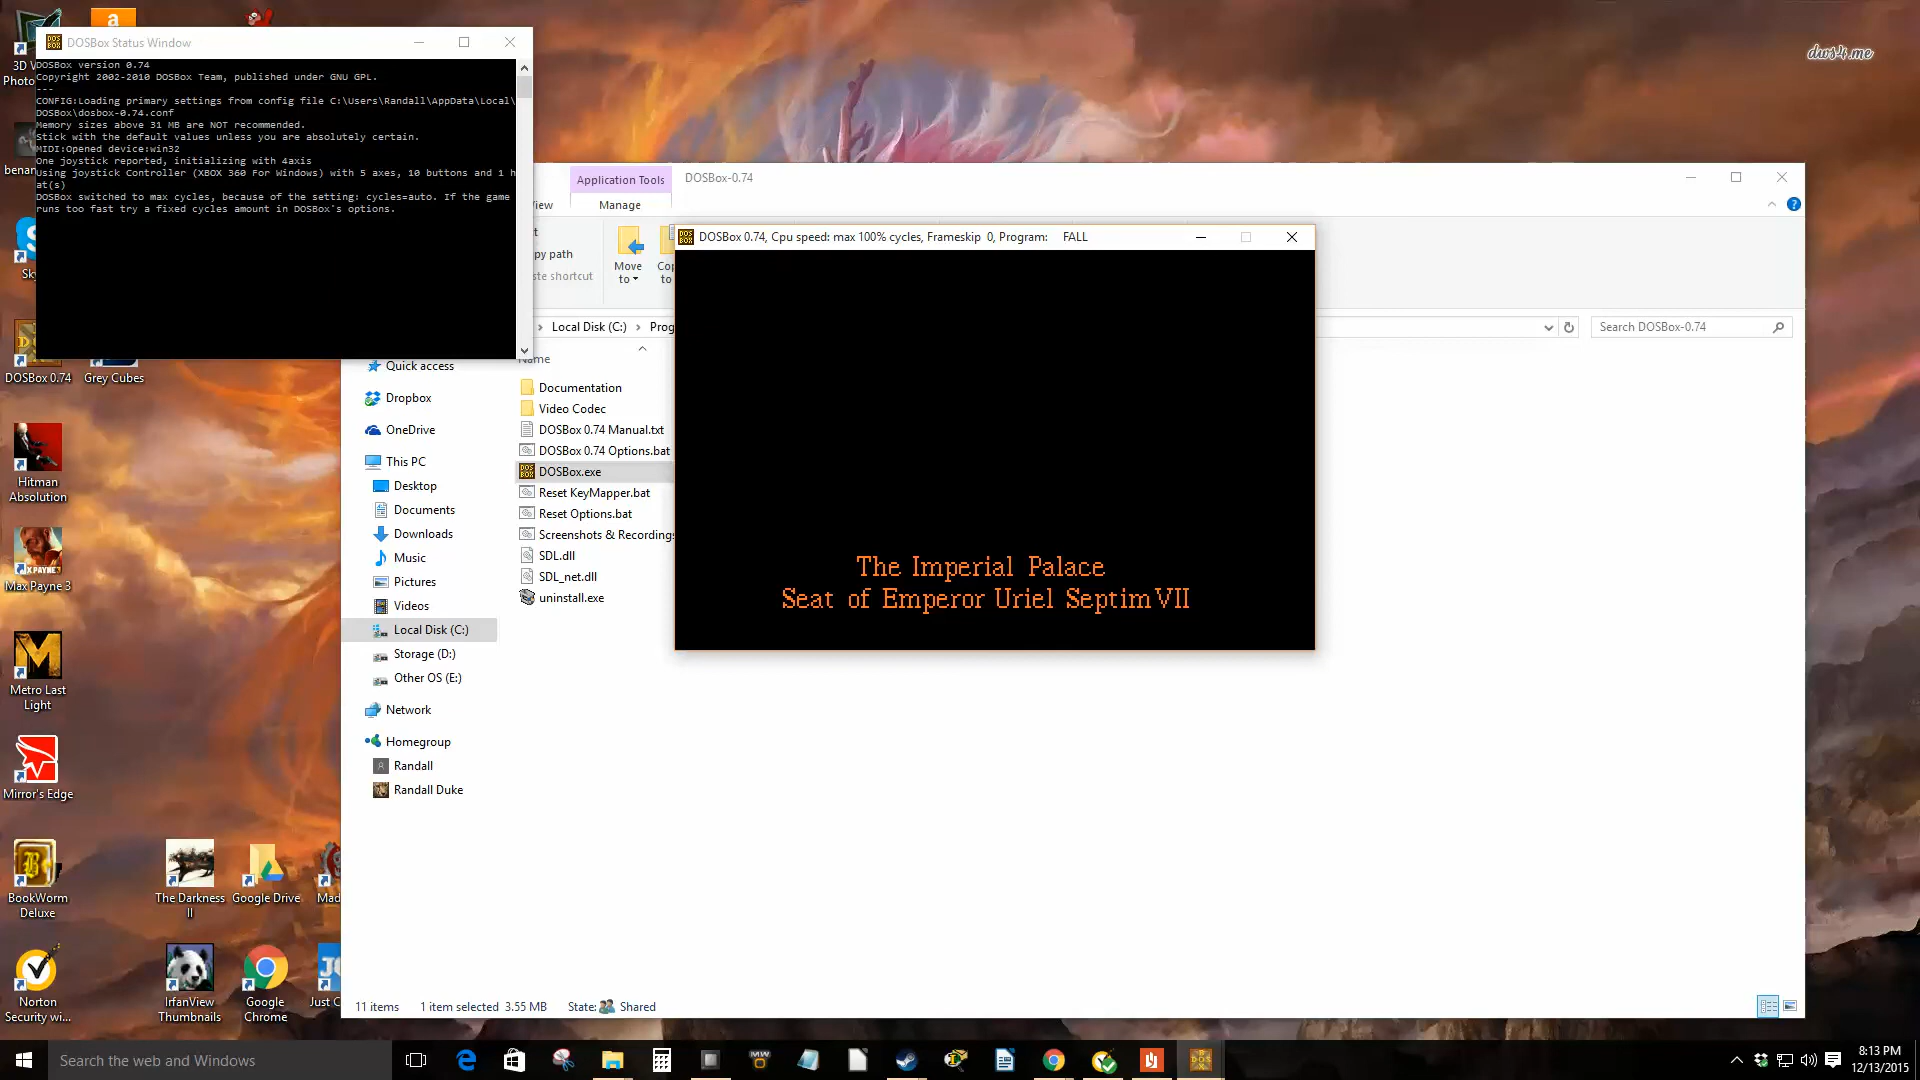 DOSBox Status Window
DOSBox version 0.74
Copyright 2002-2010 DOSBox Team, published under GNU GPL.
---
CONFIG:Loading primary settings from config file C:\Users\Randall\AppData\Local\
DOSBox\dosbox-0.74.conf
Memory sizes above 31 MB are NOT recommended.
Stick with the default values unless you are absolutely certain.
MIDI:Opened device:win32
One joystick reported, initializing with 4axis
Using joystick Controller (XBOX 360 For Windows) with 5 axes, 10 buttons and 1 h
at(s)
DOSBox switched to max cycles, because of the setting: cycles=auto. If the game
runs too fast try a fixed cycles amount in DOSBox's options.
dws4.me
Application Tools
DOSBox-0.74
Manage
py path
Move
to
DOSBox 0.74, Cpu speed: max 100% cycles, Frameskip 0, Program: FALL
The Imperial Palace
Seat of Emperor Uriel Septim VII
Local Disk (C:)
Search DOSBox-0.74
Quick access
Dropbox
OneDrive
This PC
Desktop
Documents
Downloads
Music
Pictures
Videos
Local Disk (C:)
Storage (D:)
Other OS (E:)
Network
Homegroup
Randall
Randall Duke
Documentation
Video Codec
DOSBox 0.74 Manual.txt
DOSBox 0.74 Options.bat
DOSBox.exe
Reset KeyMapper.bat
Reset Options.bat
Screenshots & Recordings
SDL.dll
SDL_net.dll
uninstall.exe
11 items
1 item selected 3.55 MB
State: Shared
DOSBox 0.74
Grey Cubes
Hitman
Absolution
Max Payne 3
Metro Last
Light
Mirror's Edge
BookWorm
Deluxe
The Darkness
II
Google Drive
Norton
Security wi...
IrfanView
Thumbnails
Google
Chrome
Search the web and Windows
8:13 PM
12/13/2015